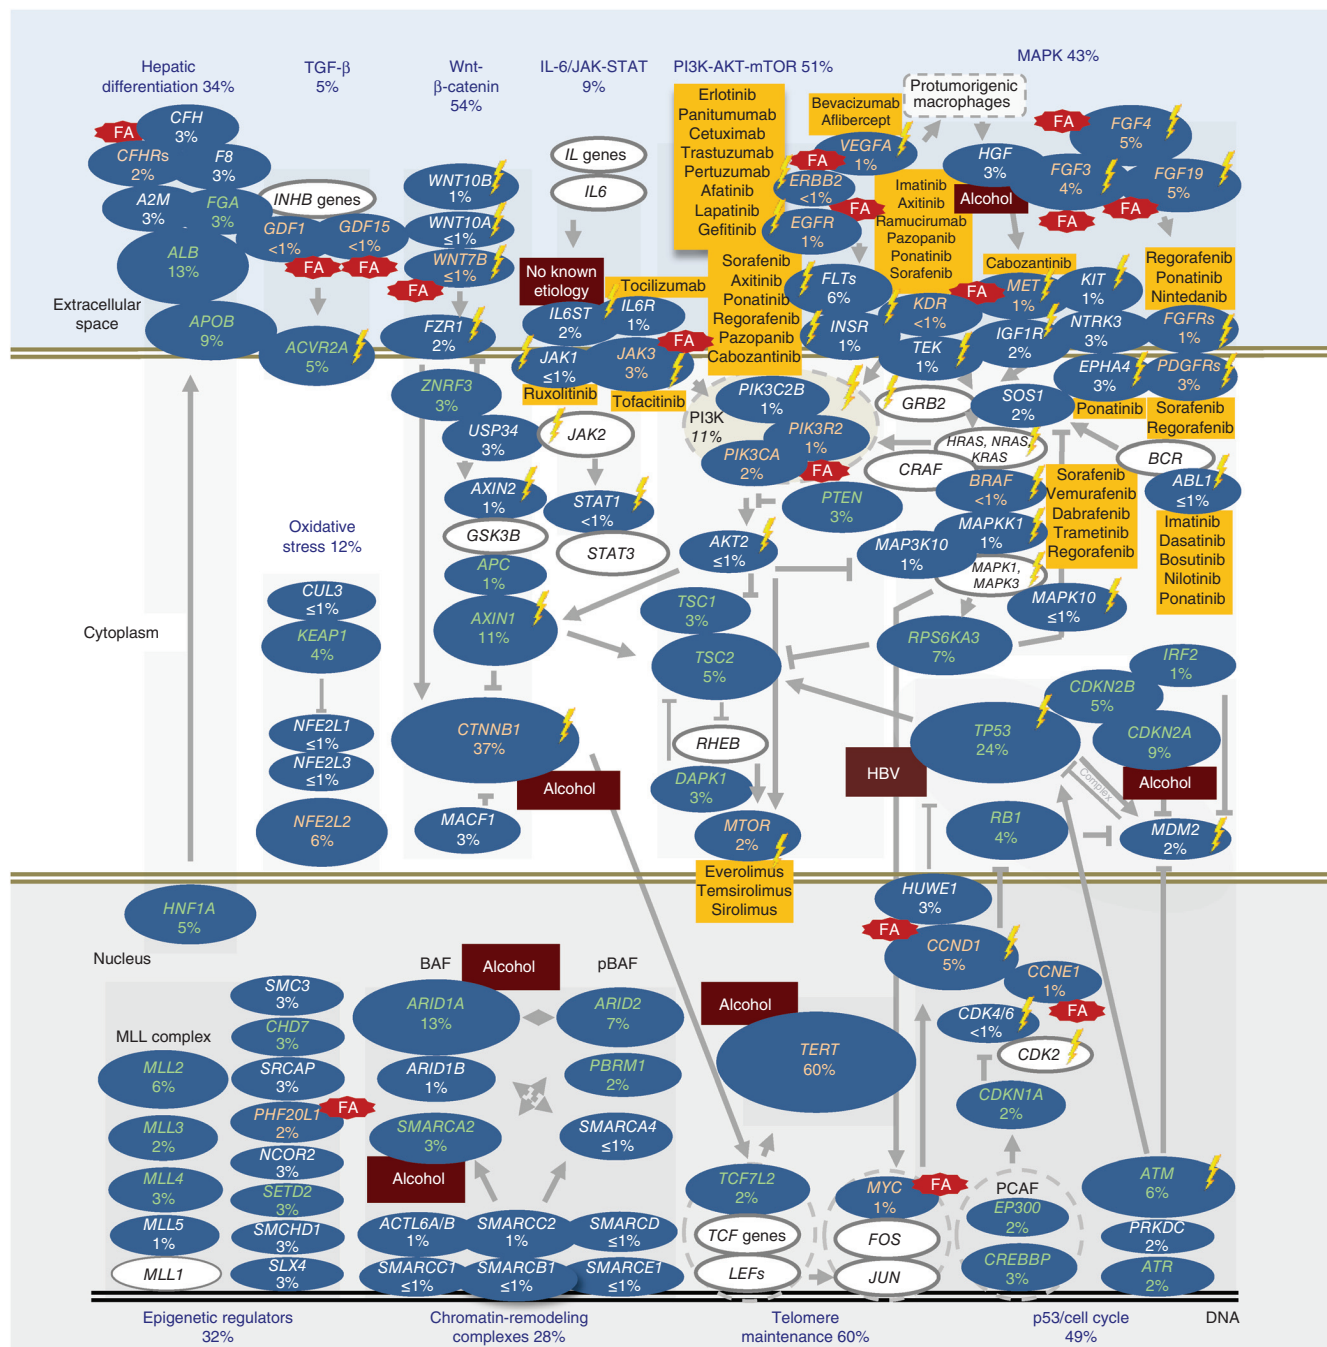 Hepatic
differentiation 34%
TGF-β
5%
Wnt-
β-catenin
54%
IL-6/JAK-STAT
9%
PI3K-AKT-mTOR 51%
MAPK 43%
CFH
3%
FA
CFHRs
2%
F8
3%
A2M
3%
FGA
3%
ALB
13%
Extracellular
space
APOB
9%
INHB genes
GDF1
<1%
GDF15
<1%
FA
FA
ACVR2A
5%
WNT10B
1%
WNT10A
≤1%
WNT7B
≤1%
FA
FZR1
2%
ZNRF3
3%
USP34
3%
AXIN2
1%
GSK3B
APC
1%
AXIN1
11%
CTNNB1
37%
Alcohol
MACF1
3%
IL genes
IL6
No known
etiology
Tocilizumab
IL6ST
2%
IL6R
1%
FA
JAK1
≤1%
JAK3
3%
Ruxolitinib
Tofacitinib
JAK2
STAT1
<1%
STAT3
Erlotinib
Panitumumab
Cetuximab
Trastuzumab
Pertuzumab
Afatinib
Lapatinib
Gefitinib
Bevacizumab
Aflibercept
VEGFA
1%
FA
ERBB2
<1%
FA
EGFR
1%
Imatinib
Axitinib
Ramucirumab
Pazopanib
Ponatinib
Sorafenib
Sorafenib
Axitinib
Ponatinib
Regorafenib
Pazopanib
Cabozantinib
FLTs
6%
INSR
1%
KDR
<1%
TEK
1%
PIK3C2B
1%
PI3K
11%
PIK3R2
1%
PIK3CA
2%
FA
PTEN
3%
AKT2
≤1%
TSC1
3%
TSC2
5%
RHEB
DAPK1
3%
MTOR
2%
Everolimus
Temsirolimus
Sirolimus
Protumorigenic
macrophages
HGF
3%
Alcohol
FA
FGF4
5%
FGF3
4%
FGF19
5%
FA
FA
Cabozantinib
FA
MET
1%
KIT
1%
Regorafenib
Ponatinib
Nintedanib
IGF1R
2%
NTRK3
3%
FGFRs
1%
EPHA4
3%
PDGFRs
3%
Ponatinib
Sorafenib
Regorafenib
GRB2
SOS1
2%
HRAS, NRAS,
KRAS
CRAF
BRAF
<1%
Sorafenib
Vemurafenib
Dabrafenib
Trametinib
Regorafenib
BCR
ABL1
≤1%
Imatinib
Dasatinib
Bosutinib
Nilotinib
Ponatinib
MAPKK1
1%
MAP3K10
1%
MAPK1,
MAPK3
MAPK10
≤1%
RPS6KA3
7%
Oxidative
stress 12%
CUL3
≤1%
KEAP1
4%
NFE2L1
≤1%
NFE2L3
≤1%
NFE2L2
6%
Cytoplasm
IRF2
1%
CDKN2B
5%
TP53
24%
CDKN2A
9%
HBV
Alcohol
Complex
RB1
4%
MDM2
2%
HUWE1
3%
FA
CCND1
5%
CCNE1
1%
FA
CDK4/6
<1%
CDK2
CDKN1A
2%
HNF1A
5%
Nucleus
MLL complex
MLL2
6%
MLL3
2%
MLL4
3%
MLL5
1%
MLL1
SMC3
3%
CHD7
3%
SRCAP
3%
PHF20L1
2%
FA
NCOR2
3%
SETD2
3%
SMCHD1
3%
SLX4
3%
BAF
Alcohol
pBAF
ARID1A
13%
ARID2
7%
ARID1B
1%
PBRM1
2%
SMARCA2
3%
SMARCA4
≤1%
Alcohol
ACTL6A/B
1%
SMARCC2
1%
SMARCD
≤1%
SMARCC1
≤1%
SMARCB1
≤1%
SMARCE1
≤1%
Alcohol
TERT
60%
TCF7L2
2%
TCF genes
LEFs
MYC
1%
FA
FOS
JUN
PCAF
EP300
2%
CREBBP
3%
ATM
6%
PRKDC
2%
ATR
2%
Epigenetic regulators
32%
Chromatin-remodeling
complexes 28%
Telomere
maintenance 60%
p53/cell cycle
49%
DNA